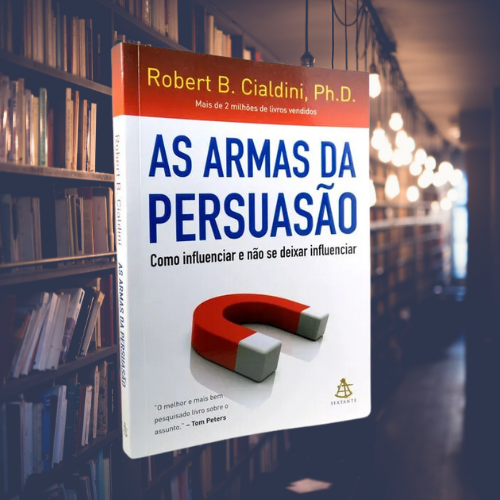 Robert B. Cialdini, Ph.D.
Mais de 2 milhões de livros vendidos
AS ARMAS DA
PERSUASÃO
Como influenciar e não se deixar influenciar
"O melhor e mais bem
pesquisado livro sobre o
assunto." – Tom Peters
SEXTANTE
Robert B. Cialdini
AS ARMAS DA PERSUASÃO